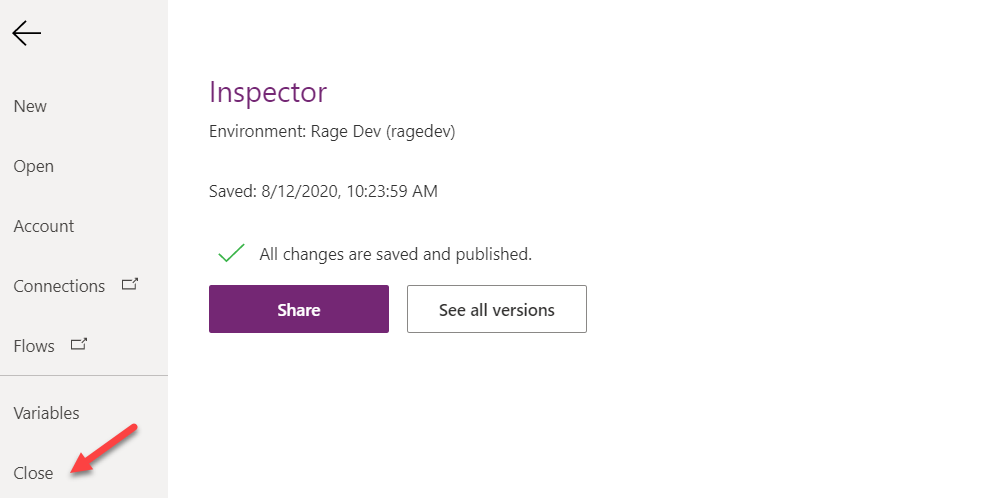 New
Open
Account
Connections
Flows
Variables
Close
Inspector
Environment: Rage Dev (ragedev)
Saved: 8/12/2020, 10:23:59 AM
All changes are saved and published.
Share
See all versions